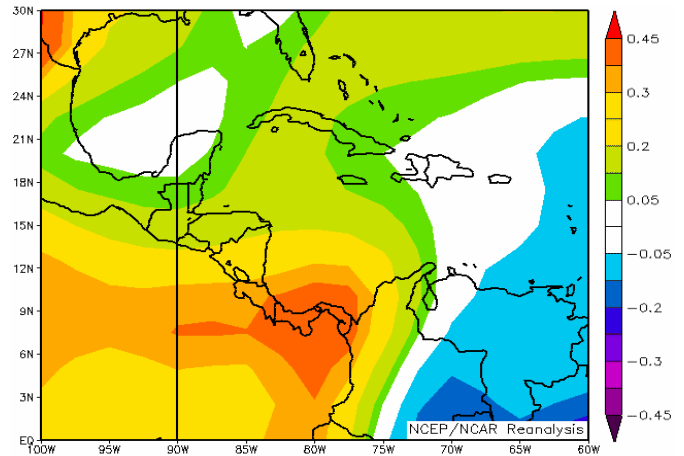 30N
27N
24N
21N
18N
15N
12N
9N
6N
3N
EQ
100W 95W 90W 85W 80W 75W 70W 65W 60W
NCEP/NCAR Reanalysis
0.45
0.3
0.2
0.05
-0.05
-0.2
-0.3
-0.45